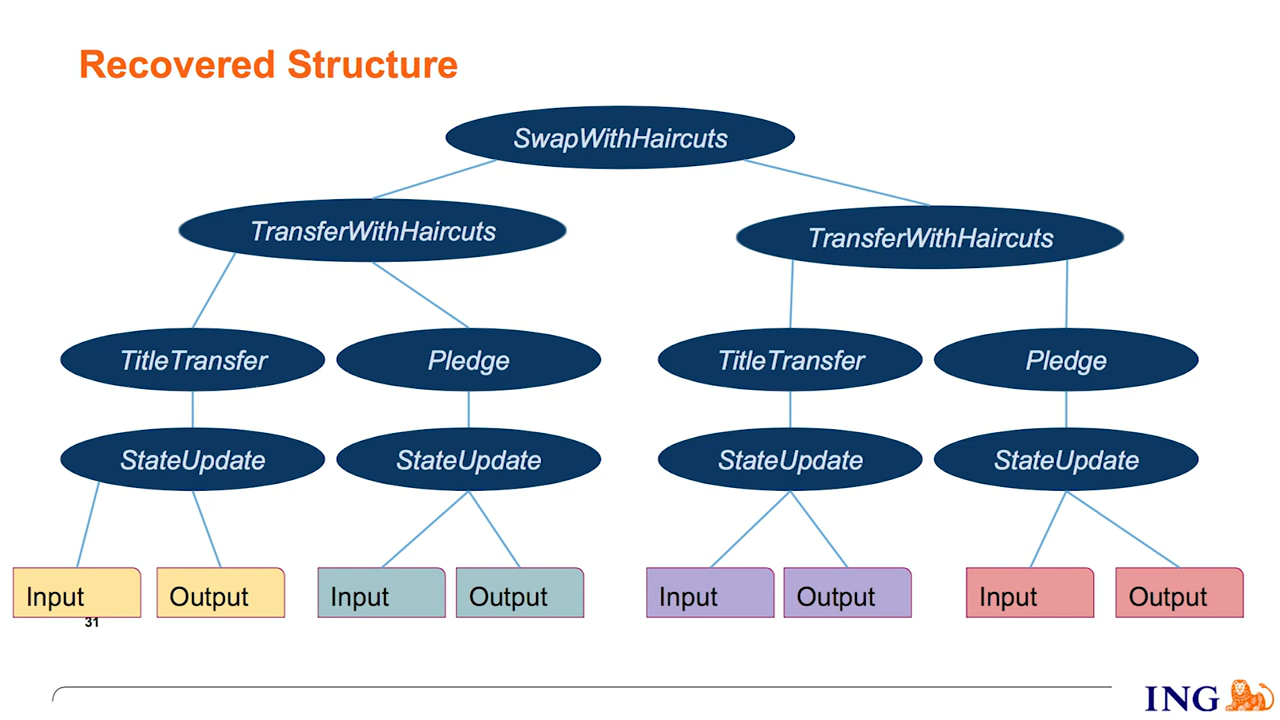 Recovered Structure
SwapWithHaircuts
TransferWithHaircuts
TransferWithHaircuts
TitleTransfer
Pledge
TitleTransfer
Pledge
StateUpdate
StateUpdate
StateUpdate
StateUpdate
Input
Output
Input
Output
Input
Output
Input
Output
31
ING